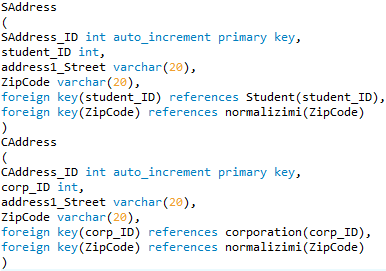 SAddress
(
SAddress_ID int auto_increment primary key,
student_ID int,
address1_Street varchar(20),
ZipCode varchar(20),
foreign key(student_ID) references Student(student_ID),
foreign key(ZipCode) references normalizimi(ZipCode)
)
CAddress
(
CAddress_ID int auto_increment primary key,
corp_ID int,
address1_Street varchar(20),
ZipCode varchar(20),
foreign key(corp_ID) references corporation(corp_ID),
foreign key(ZipCode) references normalizimi(ZipCode)
)